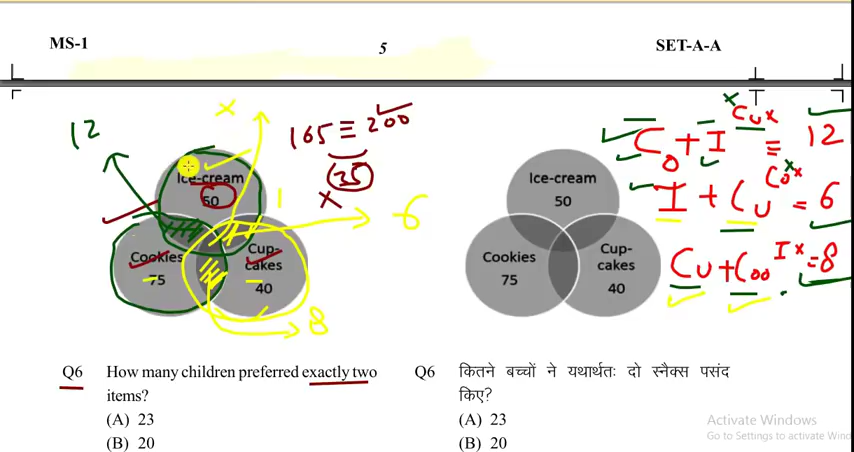 MS-1 5 SET-A-A
12
x
165 ≡ 200
35
x
Ice-cream
50
1
6
Cookies
75
Cup-
cakes
40
8
Ice-cream
50
Cookies
75
Cup-
cakes
40
Co + I Cu x = 12
I + Cu Co x = 6
Cu + Coo I x = 8
Q6 How many children preferred exactly two
items?
(A) 23
(B) 20
Q6 कितने बच्चों ने यथार्थतः दो स्नैक्स पसंद
किए?
(A) 23
(B) 20
Activate Windows
Go to Settings to activate Wind